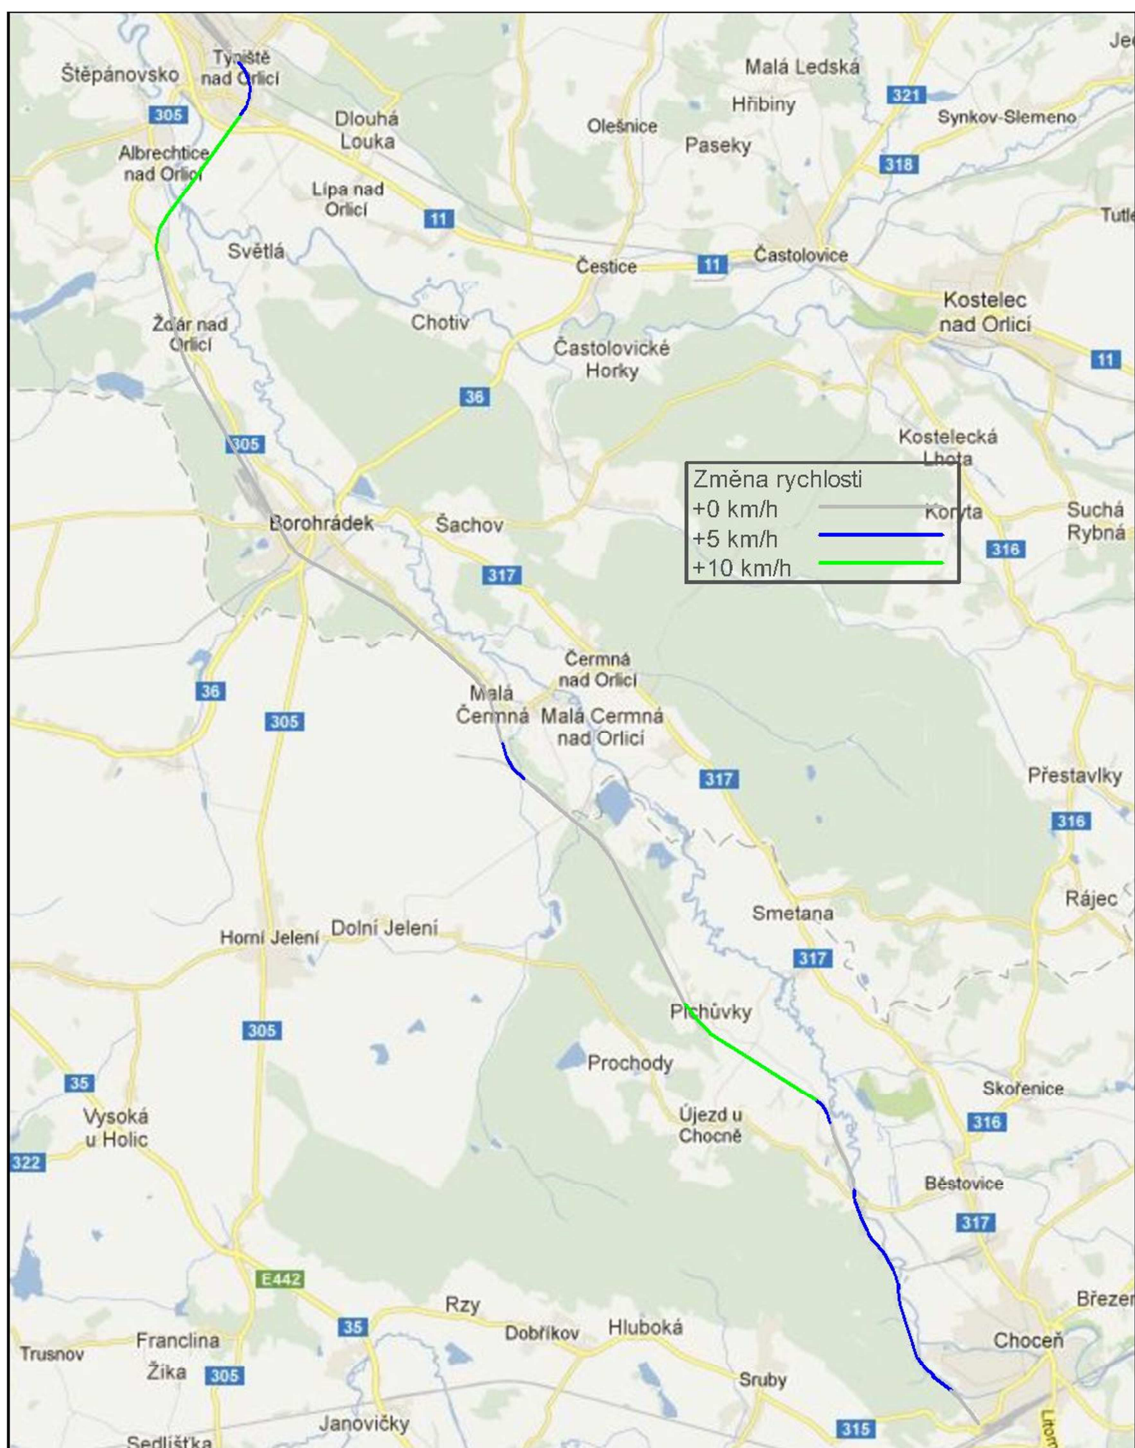 Týniště
nad Orlicí
Štěpánovsko
305
Dlouhá
Louka
Malá Ledská
Hřibiny
321
Synkov-Slemeno
Olešnice
Paseky
318
Albrechtice
nad Orlicí
Lípa nad
Orlicí
11
Světlá
Čestice
11
Častolovice
Kostelec
nad Orlicí
Chotiv
Žďár nad
Orlicí
Častolovické
Horky
11
36
305
Kostelecká
Lhota
Změna rychlosti
+0 km/h
+5 km/h
+10 km/h
Koryta
Suchá
Rybná
316
Borohrádek
Šachov
317
Čermná
nad Orlicí
36
305
Malá
Čermná
Malá Čermná
nad Orlicí
317
Přestavlky
316
Rájec
Smetana
317
Horní Jelení
Dolní Jelení
305
Plchůvky
Prochody
35
Skořenice
316
Vysoká
u Holic
Újezd u
Chocně
322
Běstovice
317
E442
Rzy
35
Dobříkov
Hluboká
Choceň
Franclina
Trusnov
Žika
305
Sruby
Janovičky
315